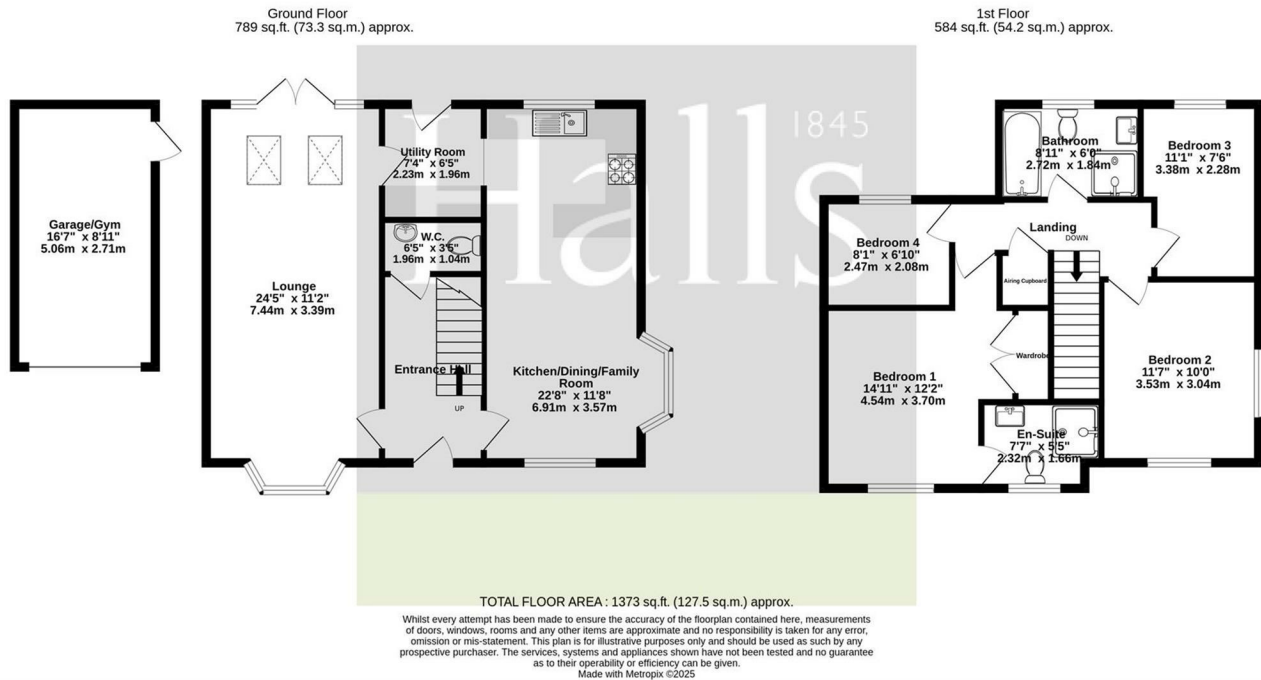 Ground Floor
789 sq.ft. (73.3 sq.m.) approx.
1st Floor
584 sq.ft. (54.2 sq.m.) approx.
Halls
1845
Garage/Gym
16'7" x 8'11"
5.06m x 2.71m
Lounge
24'5" x 11'2"
7.44m x 3.39m
Utility Room
7'4" x 6'5"
2.23m x 1.96m
W.C.
6'5" x 3'5"
1.96m x 1.04m
Entrance Hall
UP
Kitchen/Dining/Family
Room
22'8" x 11'8"
6.91m x 3.57m
Bathroom
8'11" x 6'0"
2.72m x 1.84m
Bedroom 3
11'1" x 7'6"
3.38m x 2.28m
Bedroom 4
8'1" x 6'10"
2.47m x 2.08m
Landing
DOWN
Airing Cupboard
Wardrobe
Bedroom 1
14'11" x 12'2"
4.54m x 3.70m
Bedroom 2
11'7" x 10'0"
3.53m x 3.04m
En-Suite
7'7" x 5'5"
2.32m x 1.66m
TOTAL FLOOR AREA : 1373 sq.ft. (127.5 sq.m.) approx.
Whilst every attempt has been made to ensure the accuracy of the floorplan contained here, measurements
of doors, windows, rooms and any other items are approximate and no responsibility is taken for any error,
omission or mis-statement. This plan is for illustrative purposes only and should be used as such by any
prospective purchaser. The services, systems and appliances shown have not been tested and no guarantee
as to their operability or efficiency can be given.
Made with Metropix ©2025